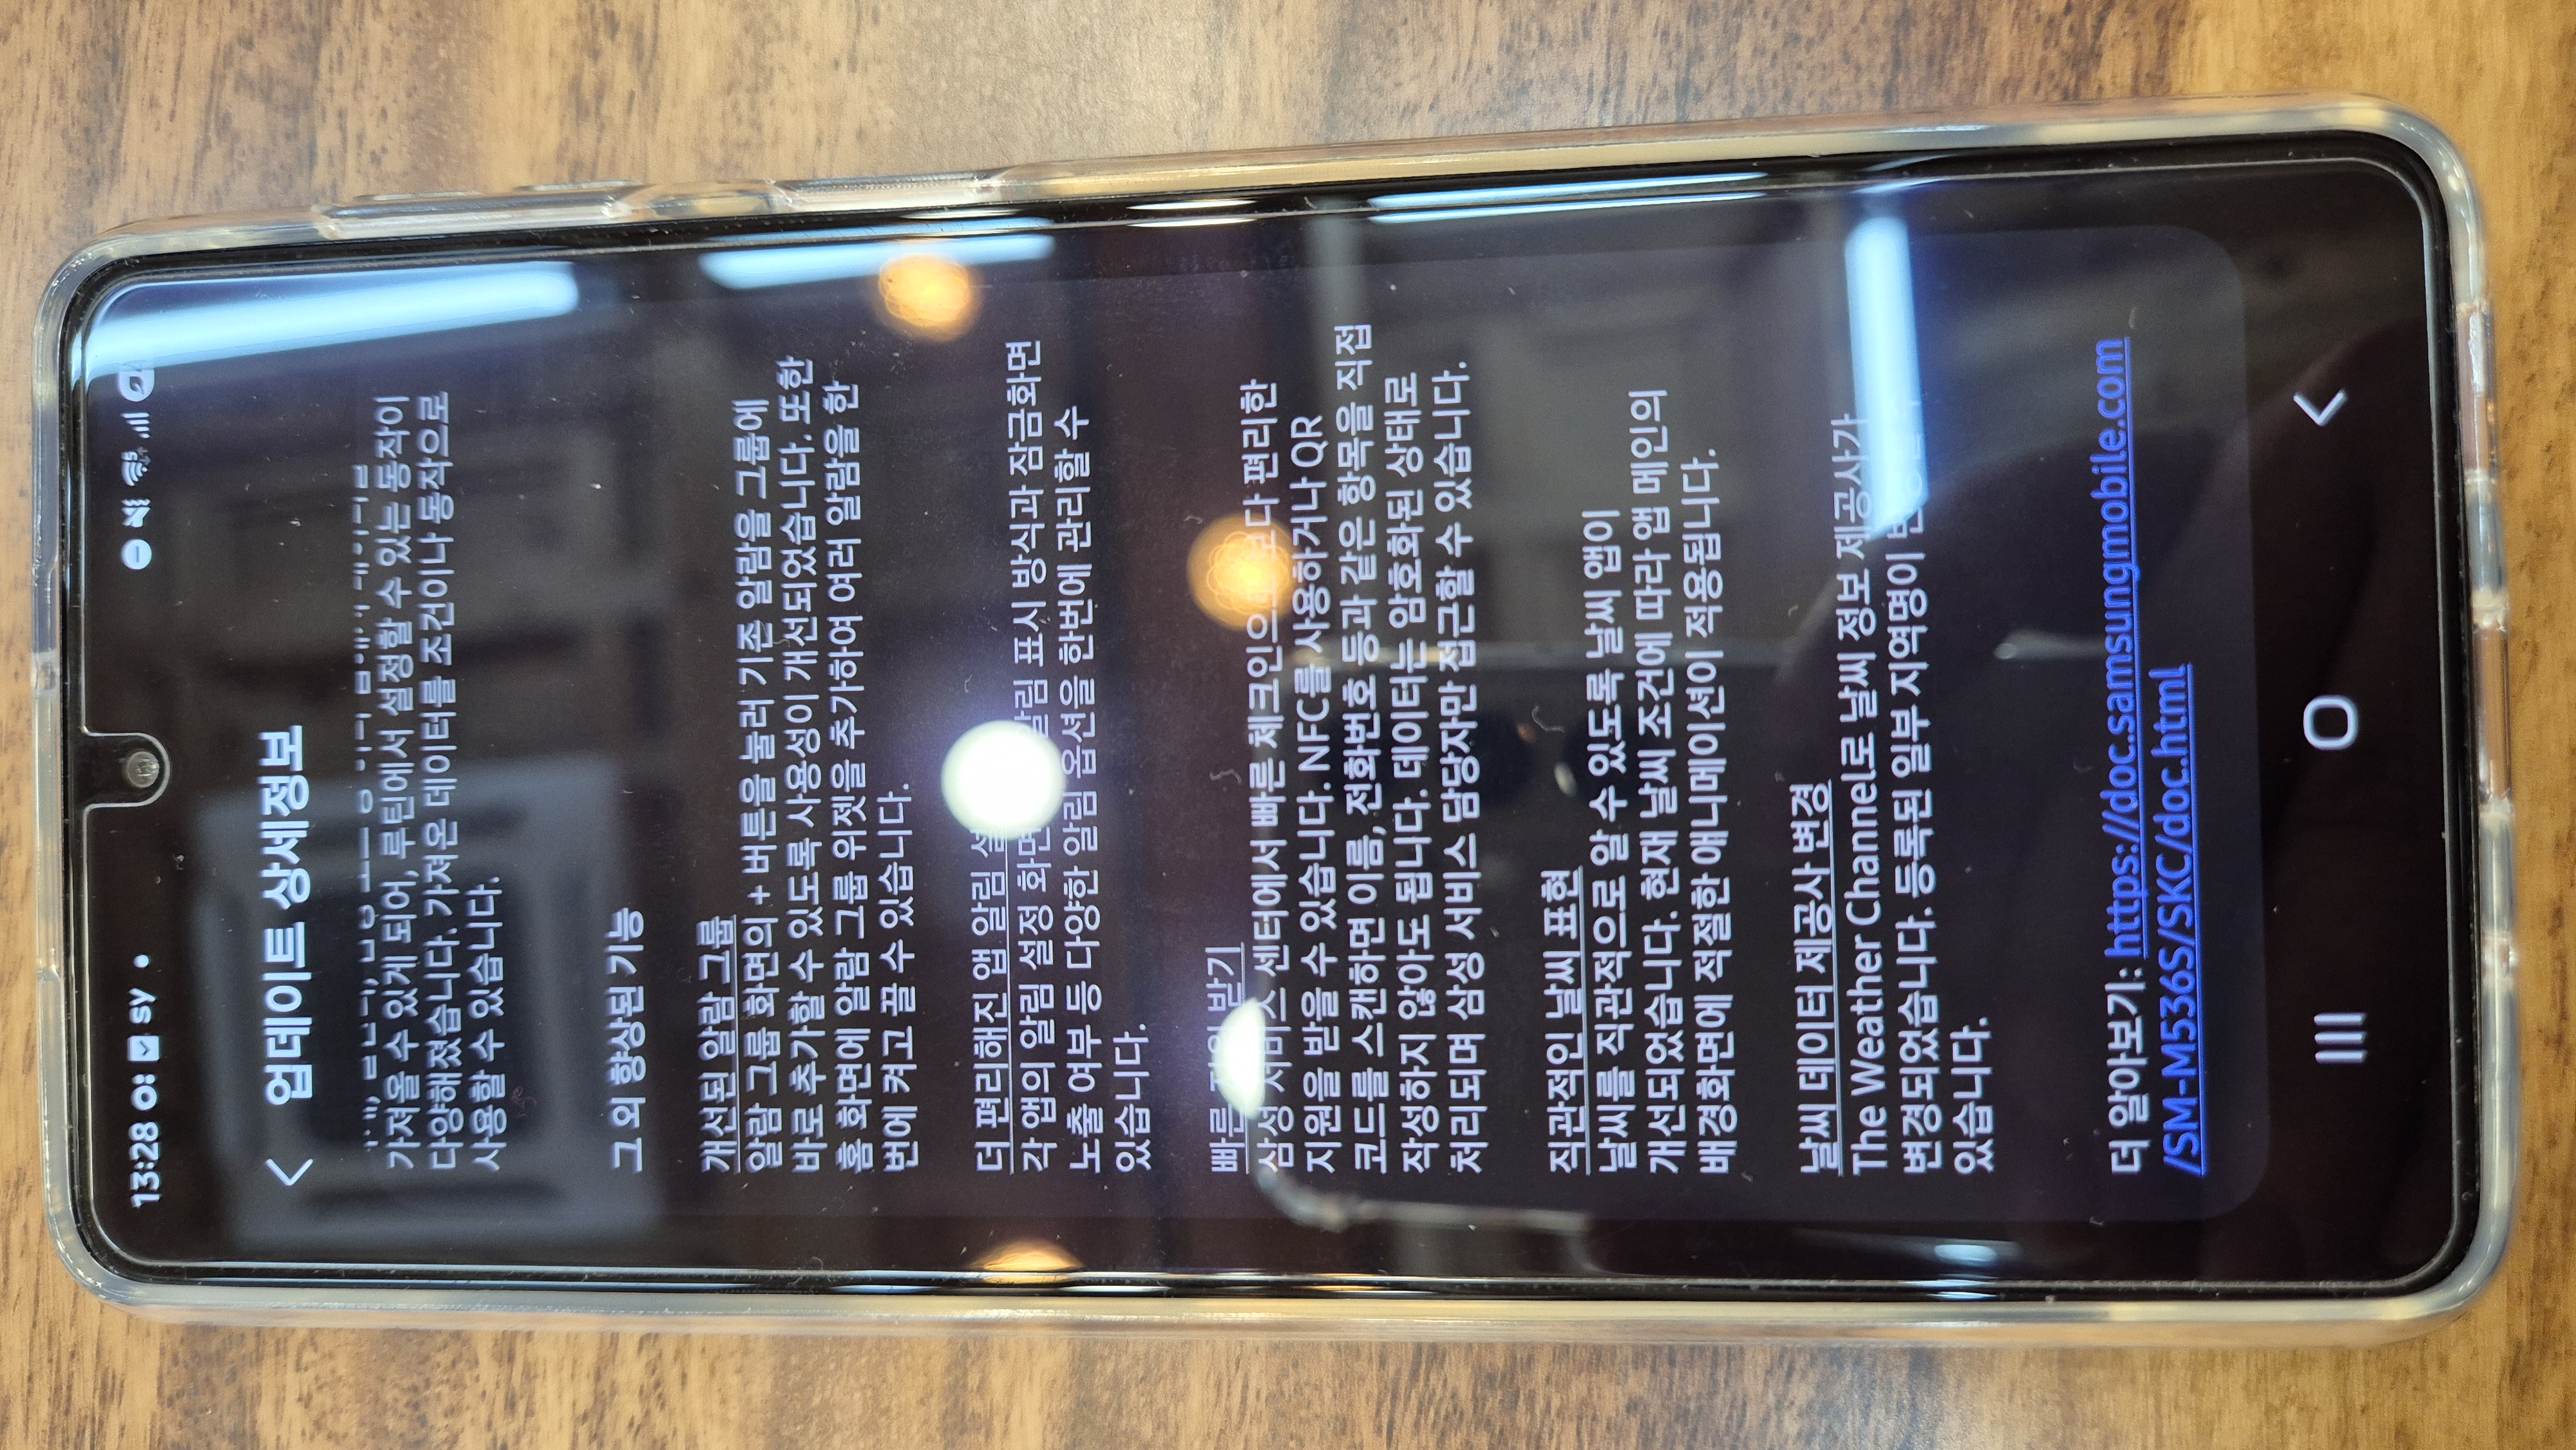 13:28 이: sy
업데이트 상세정보
가져올 수 있게 되어, 루틴에서 설정할 수 있는 동작이
다양해졌습니다. 가져온 데이터를 조건이나 동작으로
사용할 수 있습니다.
그 외 향상된 기능
개선된 알람 그룹
알람 그룹 화면의 + 버튼을 눌러 기존 알람을 그룹에
바로 추가할 수 있도록 사용성이 개선되었습니다. 또한
홈 화면에 알람 그룹 위젯을 추가하여 여러 알람을 한
번에 켜고 끌 수 있습니다.
더 편리해진 앱 알림
각 앱의 알림 설정 표시 방식과 잠금화면
노출 여부 등 다양한 알림 옵션을 한번에 관리할 수
있습니다.
빠른 받기
삼성 센터에서 빠른 체크인으로 보다 편리한
지원을 받을 수 있습니다. NFC를 사용하거나 QR
코드를 스캔하면 이름, 전화번호 등과 같은 항목을 직접
작성하지 않아도 됩니다. 데이터는 암호화된 상태로
처리되며 삼성 서비스 담당자만 접근할 수 있습니다.
직관적인 날씨 표현
날씨를 직관적으로 알 수 있도록 날씨 앱이
개선되었습니다. 현재 날씨 조건에 따라 앱 메인의
배경화면에 적절한 애니메이션이 적용됩니다.
날씨 데이터 제공사 변경
The Weather Channel로 날씨 정보 제공사가
변경되었습니다. 등록된 일부 지역명이
있습니다.
더 알아보기: https://doc.samsungmobile.com
/SM-M536S/SKC/doc.html